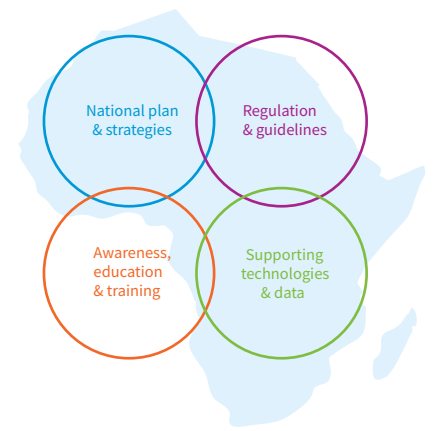 National plan
& strategies
Regulation
& guidelines
Awareness,
education
& training
Supporting
technologies
& data